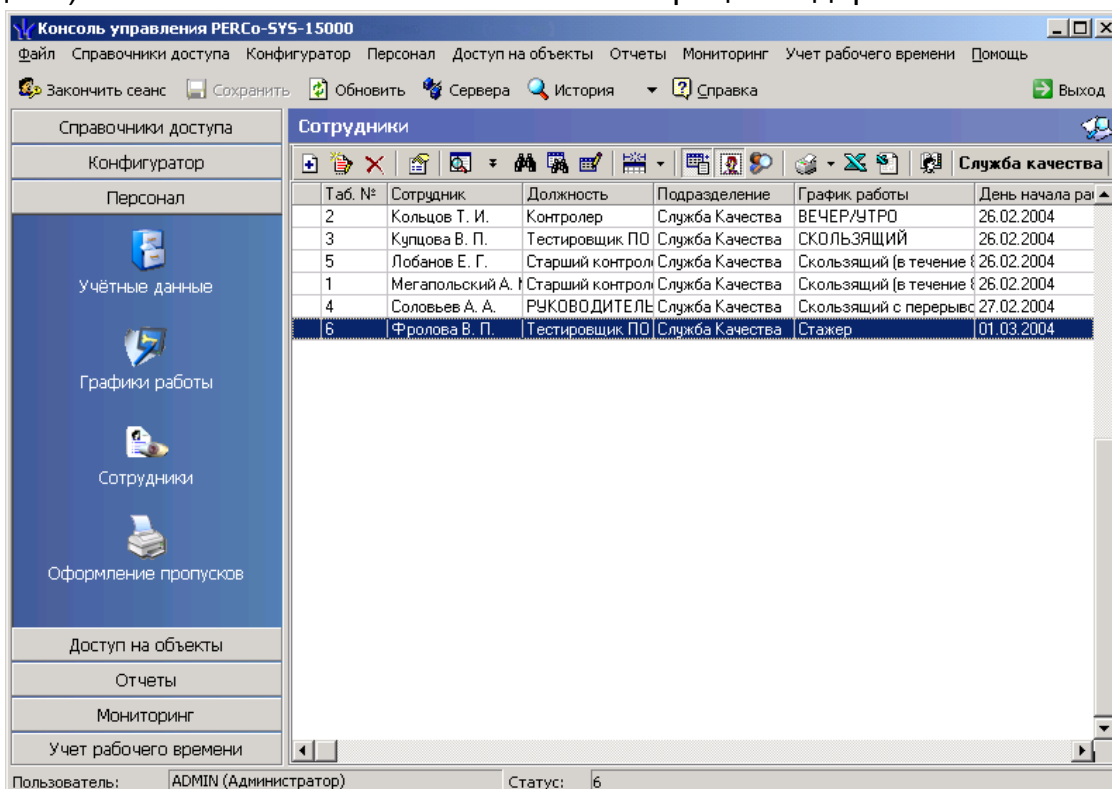 Консоль управления PERCo-SYS-15000
Файл Справочники доступа Конфигуратор Персонал Доступ на объекты Отчеты Мониторинг Учет рабочего времени Помощь
Закончить сеанс Сохранить Обновить Сервера История Справка Выход
Справочники доступа
Конфигуратор
Персонал
Учётные данные
Графики работы
Сотрудники
Оформление пропусков
Доступ на объекты
Отчеты
Мониторинг
Учет рабочего времени
Сотрудники
Служба качества
Таб. № Сотрудник Должность Подразделение График работы День начала ра
2 Кольцов Т. И. Контролер Служба Качества ВЕЧЕР/УТРО 26.02.2004
3 Купцова В. П. Тестировщик ПО Служба Качества СКОЛЬЗЯЩИЙ 26.02.2004
5 Лобанов Е. Г. Старший контрол Служба Качества Скользящий (в течение 26.02.2004
1 Мегапольский А. Старший контрол Служба Качества Скользящий (в течение 26.02.2004
4 Соловьев А. А. РУКОВОДИТЕЛЬ Служба Качества Скользящий с перерыво 27.02.2004
6 Фролова В. П. Тестировщик ПО Служба Качества Стажер 01.03.2004
Пользователь: ADMIN (Администратор) Статус: 6